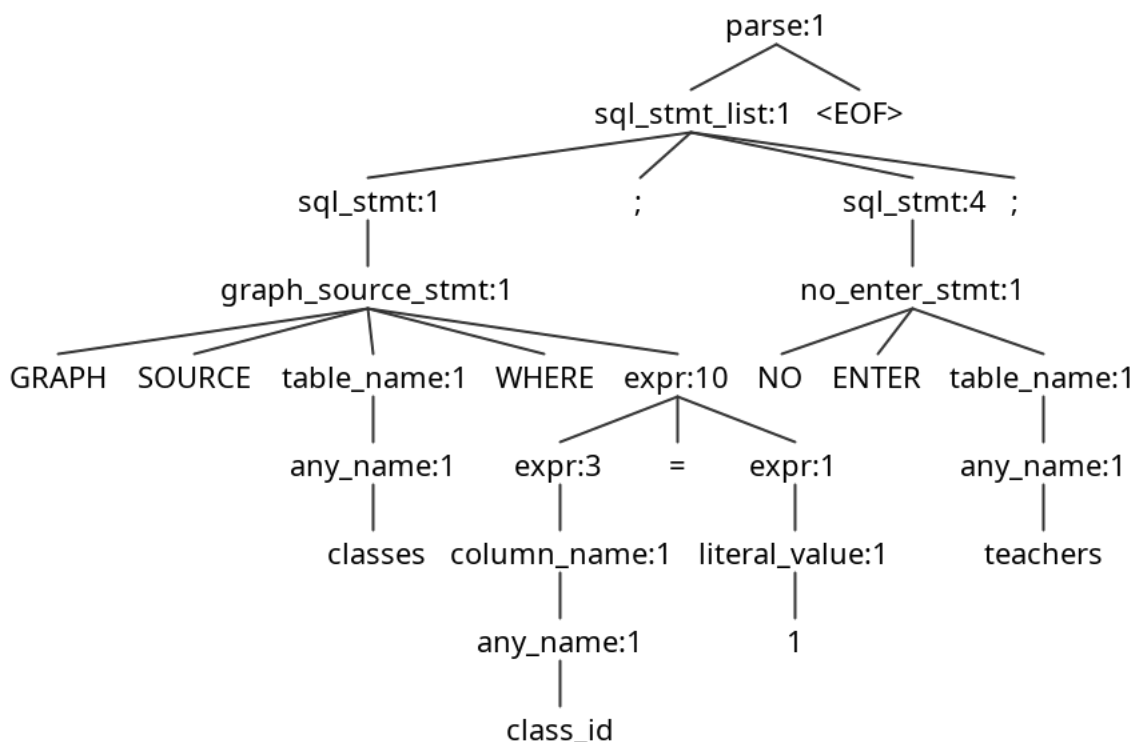 parse:1
sql_stmt_list:1 <EOF>
sql_stmt:1 ; sql_stmt:4 ;
graph_source_stmt:1 no_enter_stmt:1
GRAPH SOURCE table_name:1 WHERE expr:10 NO ENTER table_name:1
any_name:1 expr:3 = expr:1 any_name:1
classes column_name:1 literal_value:1 teachers
any_name:1 1
class_id